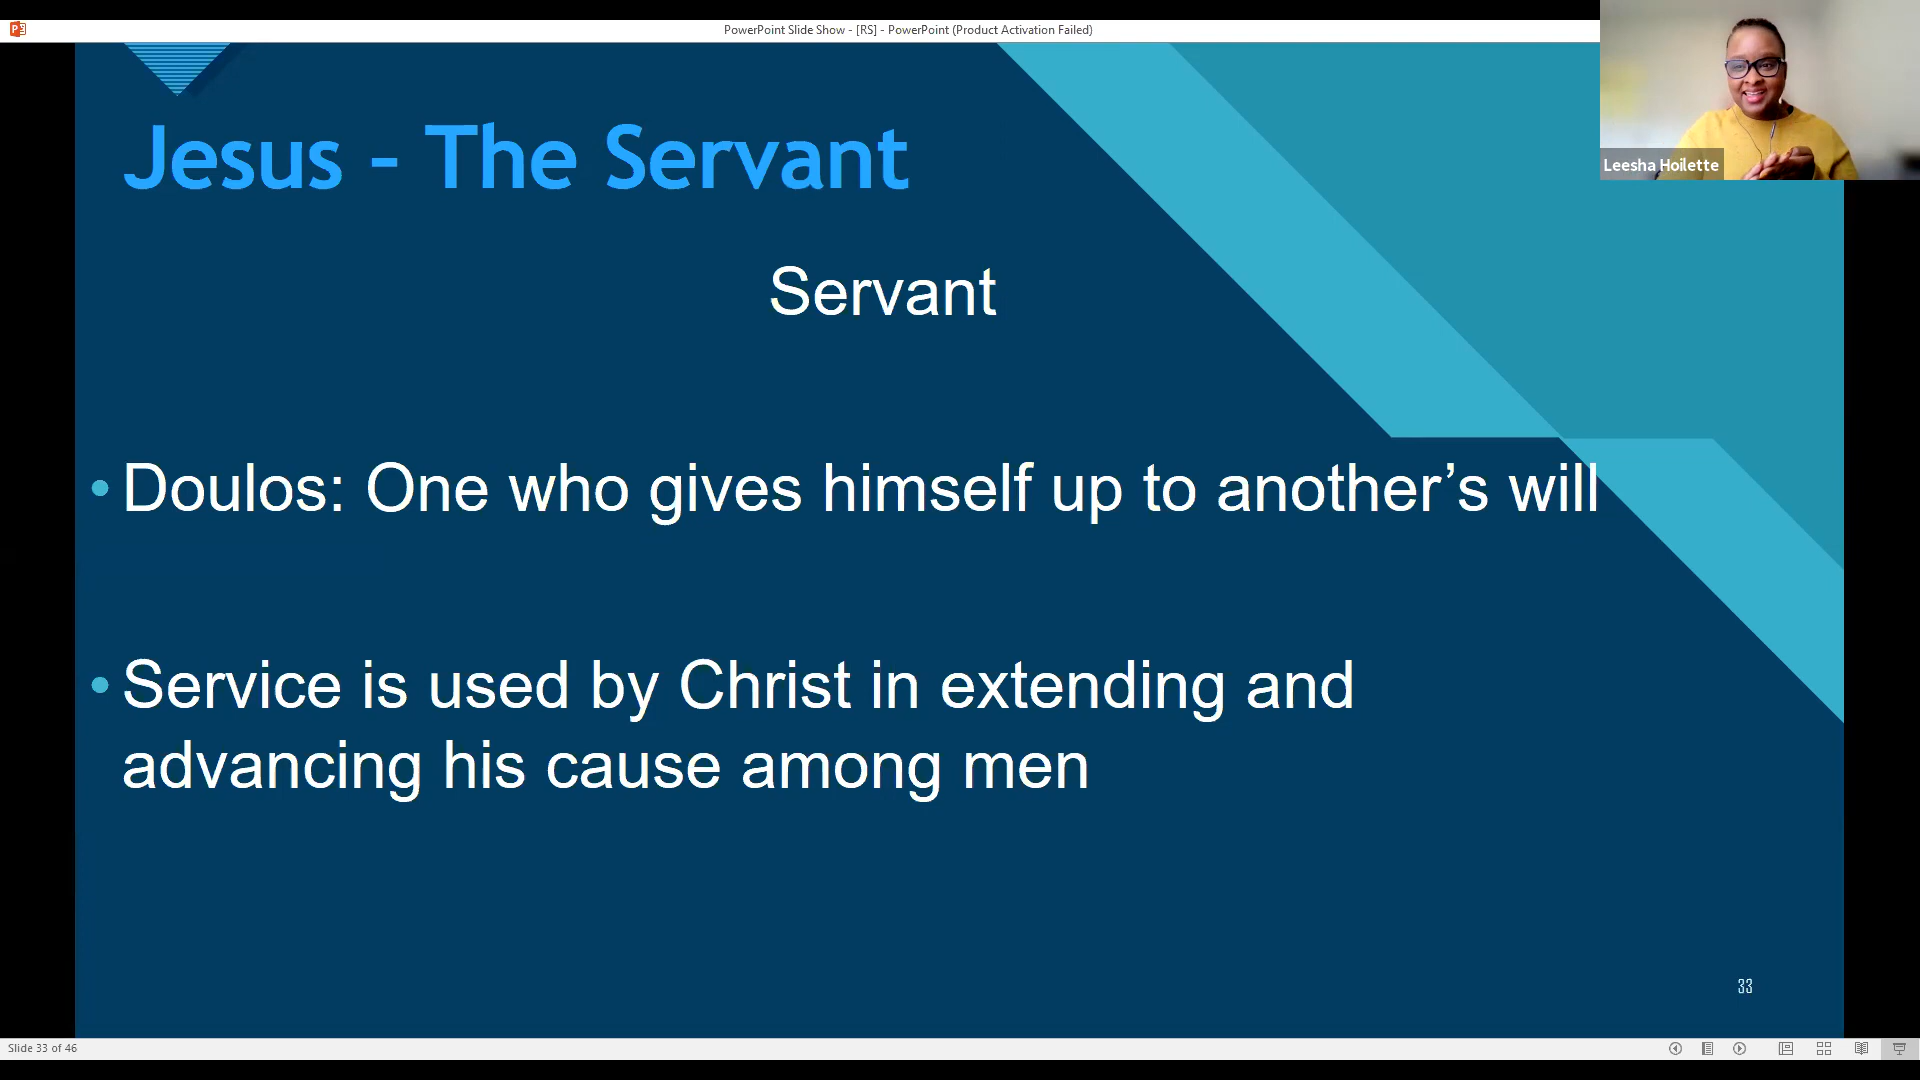 PowerPoint Slide Show - [RS] - PowerPoint (Product Activation Failed)
Leesha Hoilette
Jesus - The Servant
Servant
• Doulos: One who gives himself up to another’s will
• Service is used by Christ in extending and
advancing his cause among men
33
Slide 33 of 46